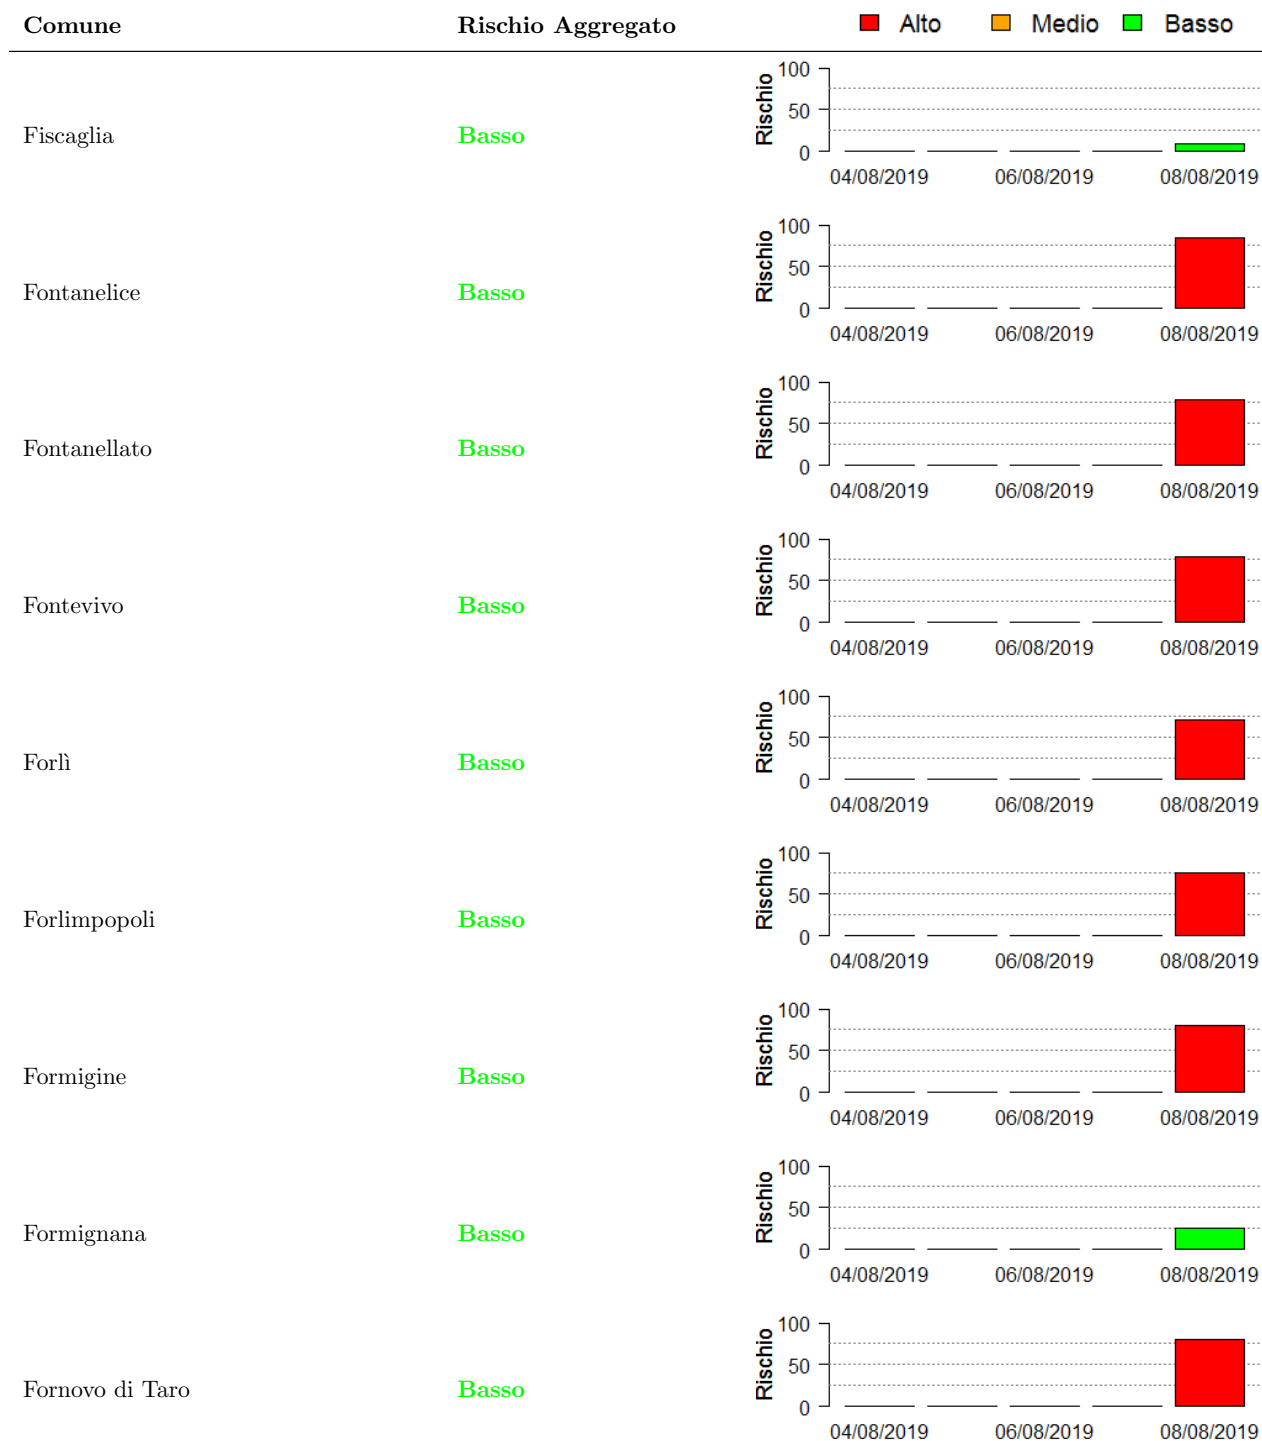 Comune Rischio Aggregato Alto Medio Basso
Fiscaglia Basso Rischio 100 50 0
04/08/2019 06/08/2019 08/08/2019
Fontanelice Basso Rischio 100 50 0
04/08/2019 06/08/2019 08/08/2019
Fontanellato Basso Rischio 100 50 0
04/08/2019 06/08/2019 08/08/2019
Fontevivo Basso Rischio 100 50 0
04/08/2019 06/08/2019 08/08/2019
Forlì Basso Rischio 100 50 0
04/08/2019 06/08/2019 08/08/2019
Forlimpopoli Basso Rischio 100 50 0
04/08/2019 06/08/2019 08/08/2019
Formigine Basso Rischio 100 50 0
04/08/2019 06/08/2019 08/08/2019
Formignana Basso Rischio 100 50 0
04/08/2019 06/08/2019 08/08/2019
Fornovo di Taro Basso Rischio 100 50 0
04/08/2019 06/08/2019 08/08/2019